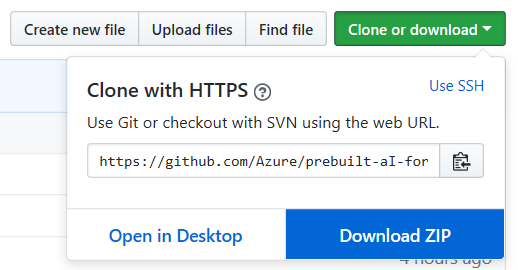 Create new file Upload files Find file Clone or download
Clone with HTTPS ?
Use SSH
Use Git or checkout with SVN using the web URL.
https://github.com/Azure/prebuilt-aI-for
Open in Desktop Download ZIP
4 hours ago